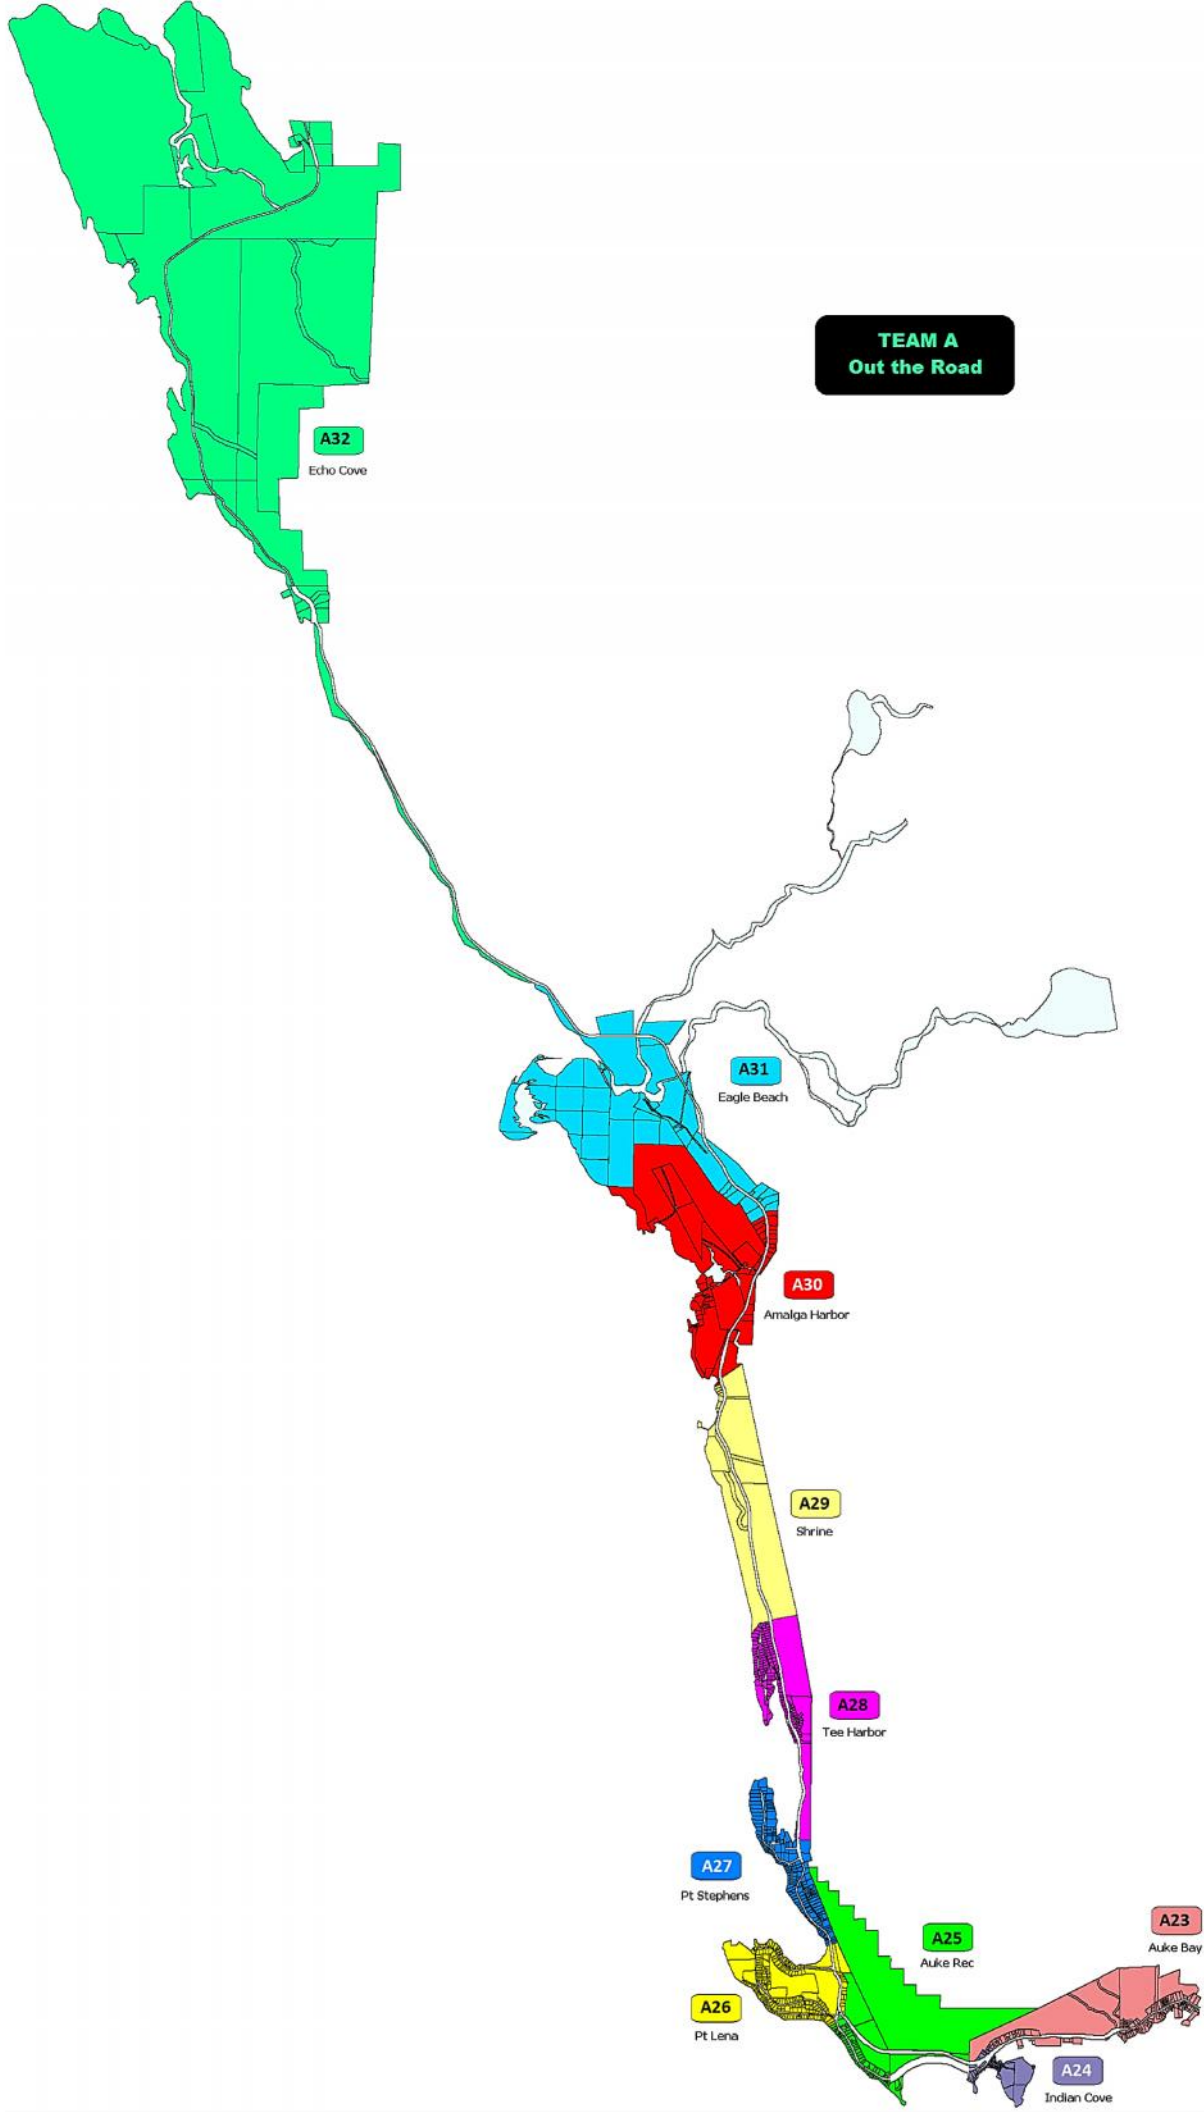 TEAM A
Out the Road
A32
Echo Cove
A31
Eagle Beach
A30
Amalga Harbor
A29
Shrine
A28
Tee Harbor
A27
Pt Stephens
A23
Auke Bay
A25
Auke Rec
A26
Pt Lena
A24
Indian Cove